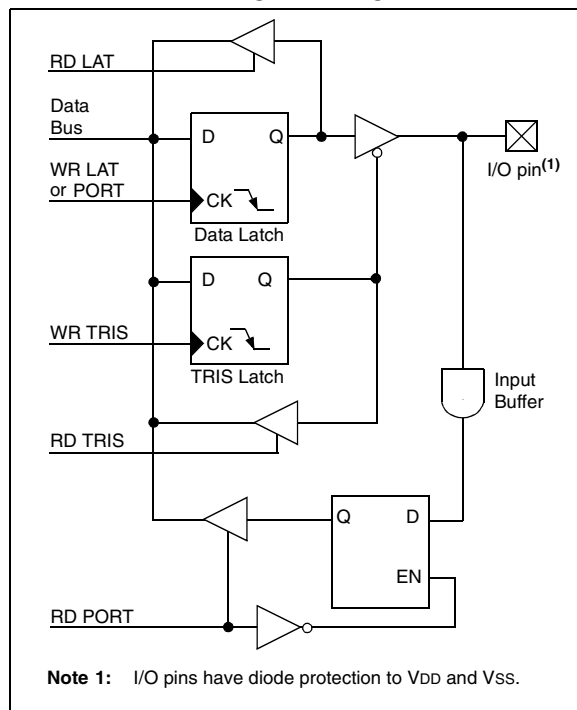 RD LAT
Data
Bus
D Q
WR LAT
or PORT
I/O pin(1)
CK
Data Latch
D Q
WR TRIS
CK
TRIS Latch
Input
Buffer
RD TRIS
Q D
EN
RD PORT
Note 1: I/O pins have diode protection to VDD and VSS.